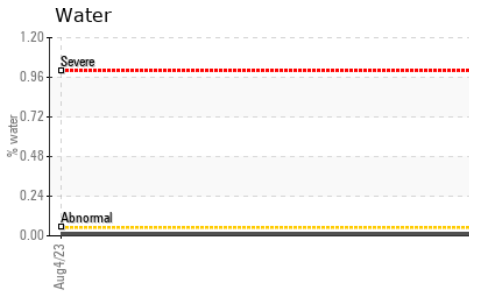 Water
1.20
Severe
0.96
0.72
% water
0.48
0.24
Abnormal
0.00
Aug4/23